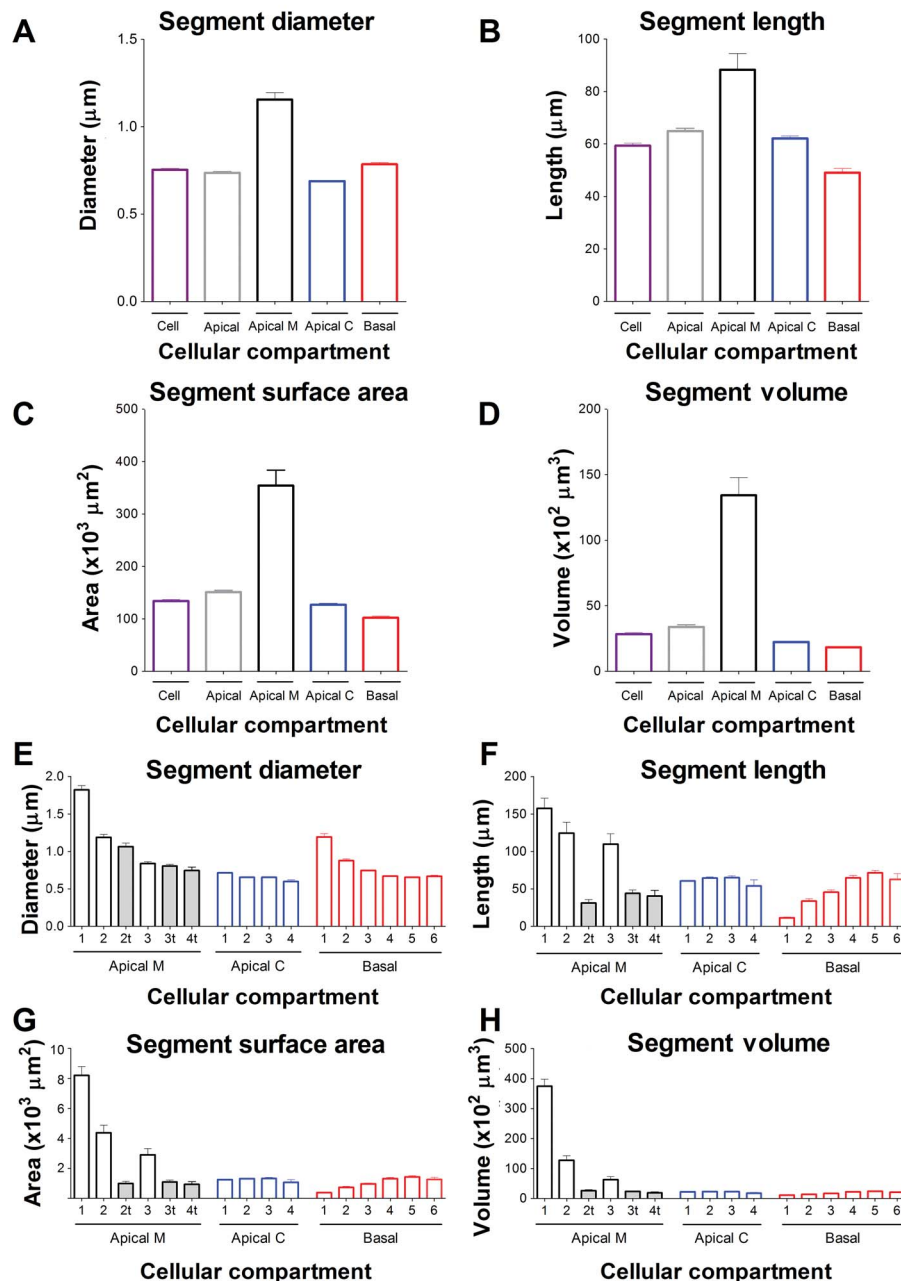 A
Segment diameter
Diameter (μm)
1.5
1.0
0.5
0.0
Cell Apical Apical M Apical C Basal
Cellular compartment
B
Segment length
Length (μm)
100
80
60
40
20
0
Cell Apical Apical M Apical C Basal
Cellular compartment
C
Segment surface area
Area (x10³ μm²)
500
400
300
200
100
0
Cell Apical Apical M Apical C Basal
Cellular compartment
D
Segment volume
Volume (x10² μm³)
200
150
100
50
0
Cell Apical Apical M Apical C Basal
Cellular compartment
E
Segment diameter
Diameter (μm)
2.0
1.5
1.0
0.5
0.0
1 2 2t 3 3t 4t 1 2 3 4 1 2 3 4 5 6
Apical M Apical C Basal
Cellular compartment
F
Segment length
Length (μm)
200
150
100
50
0
1 2 2t 3 3t 4t 1 2 3 4 1 2 3 4 5 6
Apical M Apical C Basal
Cellular compartment
G
Segment surface area
Area (x10³ μm²)
10
8
6
4
2
1 2 2t 3 3t 4t 1 2 3 4 1 2 3 4 5 6
Apical M Apical C Basal
Cellular compartment
H
Segment volume
Volume (x10² μm³)
500
400
300
200
100
0
1 2 2t 3 3t 4t 1 2 3 4 1 2 3 4 5 6
Apical M Apical C Basal
Cellular compartment